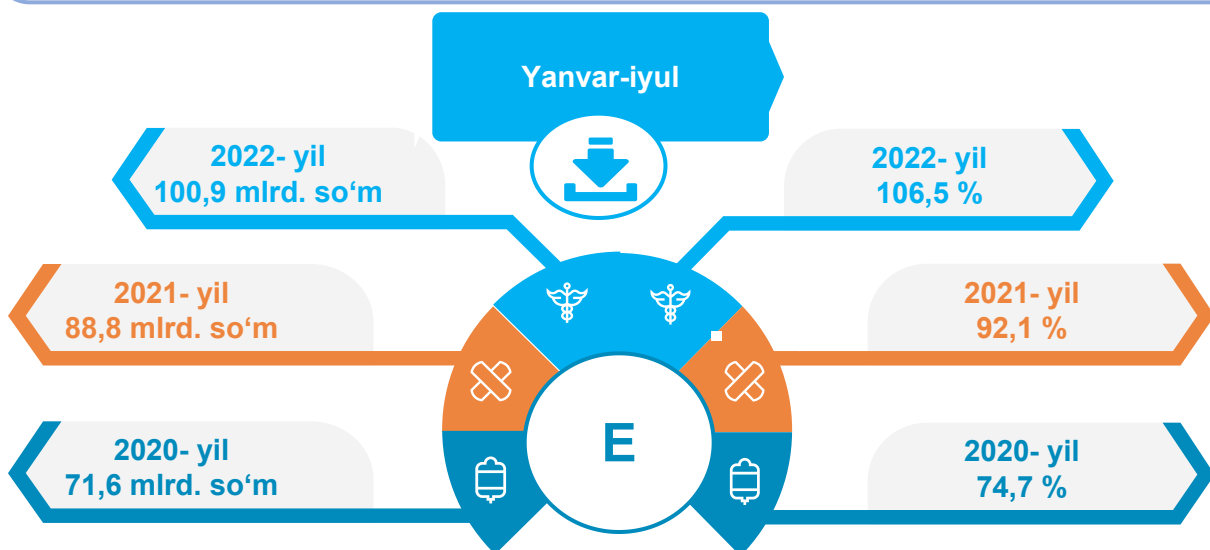 Yanvar-iyul
2022- yil
100,9 mlrd. so‘m
2022- yil
106,5 %
2021- yil
88,8 mlrd. so‘m
2021- yil
92,1 %
2020- yil
71,6 mlrd. so‘m
2020- yil
74,7 %
E